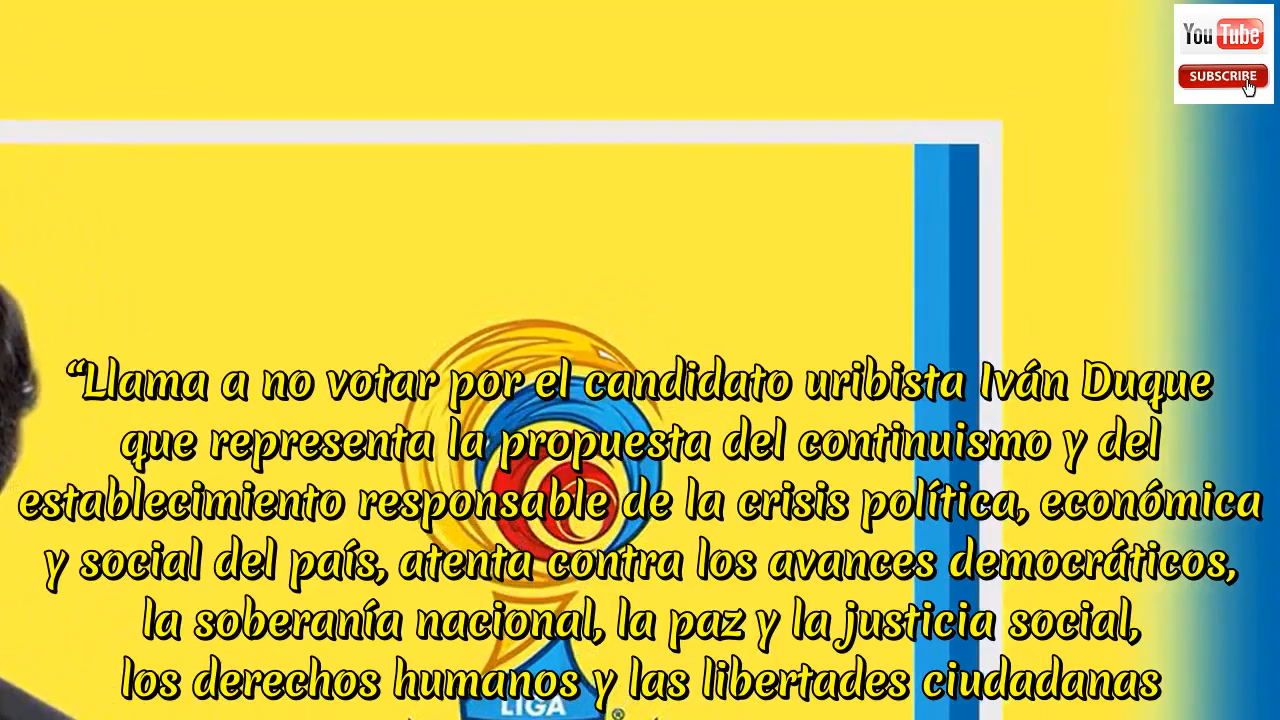 You Tube
SUBSCRIBE
“Llama a no votar por el candidato uribista Iván Duque
que representa la propuesta del continuismo y del
establecimiento responsable de la crisis política, económica
y social del país, atenta contra los avances democráticos,
la soberanía nacional, la paz y la justicia social,
los derechos humanos y las libertades ciudadanas
LIGA
®